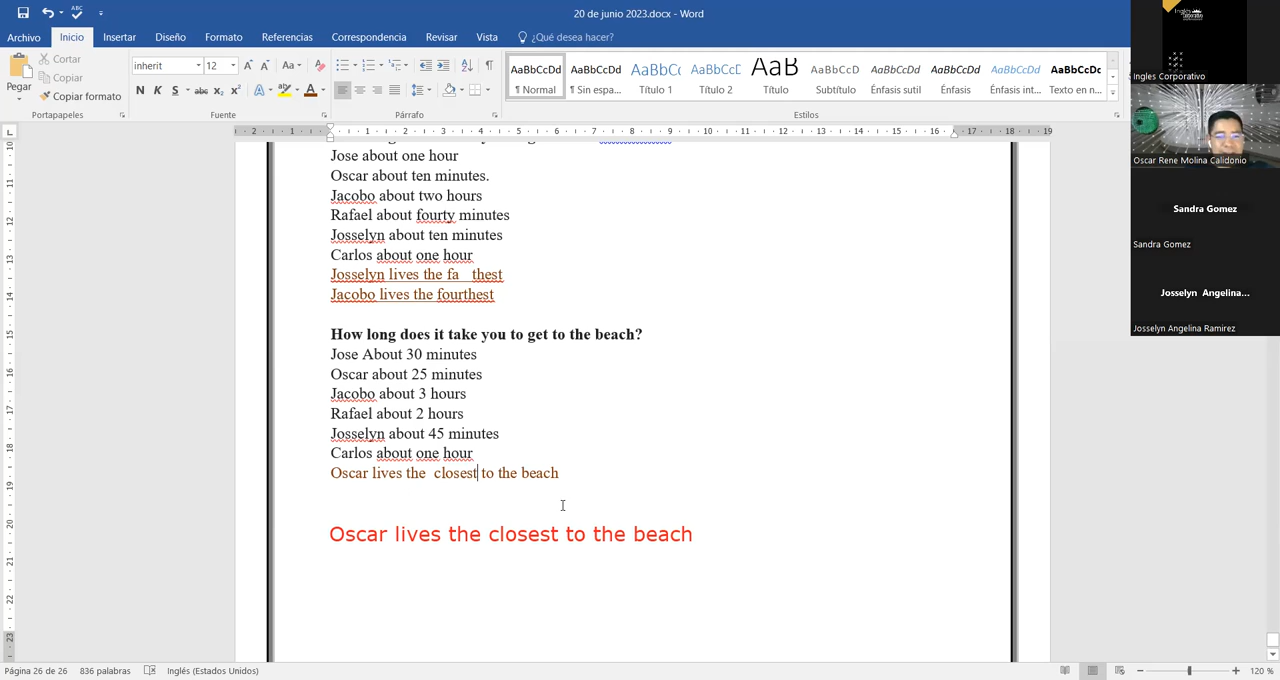 20 de junio 2023.docx - Word
Archivo
Inicio
Insertar
Diseño
Formato
Referencias
Correspondencia
Revisar
Vista
¿Qué desea hacer?
Pegar
Cortar
Copiar
Copiar formato
Portapapeles
inherit
12
Fuente
Párrafo
AaBbCcDd
¶ Normal
AaBbCcDd
¶ Sin espa...
AaBbCc
Título 1
AaBbCcD
Título 2
AaB
Título
AaBbCcD
Subtítulo
AaBbCcDd
Énfasis sutil
AaBbCcDd
Énfasis
AaBbCcDd
Énfasis int...
AaBbCcDc
Texto en n...
Estilos
Jose about one hour
Oscar about ten minutes.
Jacobo about two hours
Rafael about fourty minutes
Josselyn about ten minutes
Carlos about one hour
Josselyn lives the fa   thest
Jacobo lives the fourthest
How long does it take you to get to the beach?
Jose About 30 minutes
Oscar about 25 minutes
Jacobo about 3 hours
Rafael about 2 hours
Josselyn about 45 minutes
Carlos about one hour
Oscar lives the  closest to the beach
Oscar lives the closest to the beach
Ingles Corporativo
Oscar Rene Molina Calidonio
Sandra Gomez
Sandra Gomez
Josselyn Angelina...
Josselyn Angelina Ramirez
Página 26 de 26
836 palabras
Inglés (Estados Unidos)
120 %